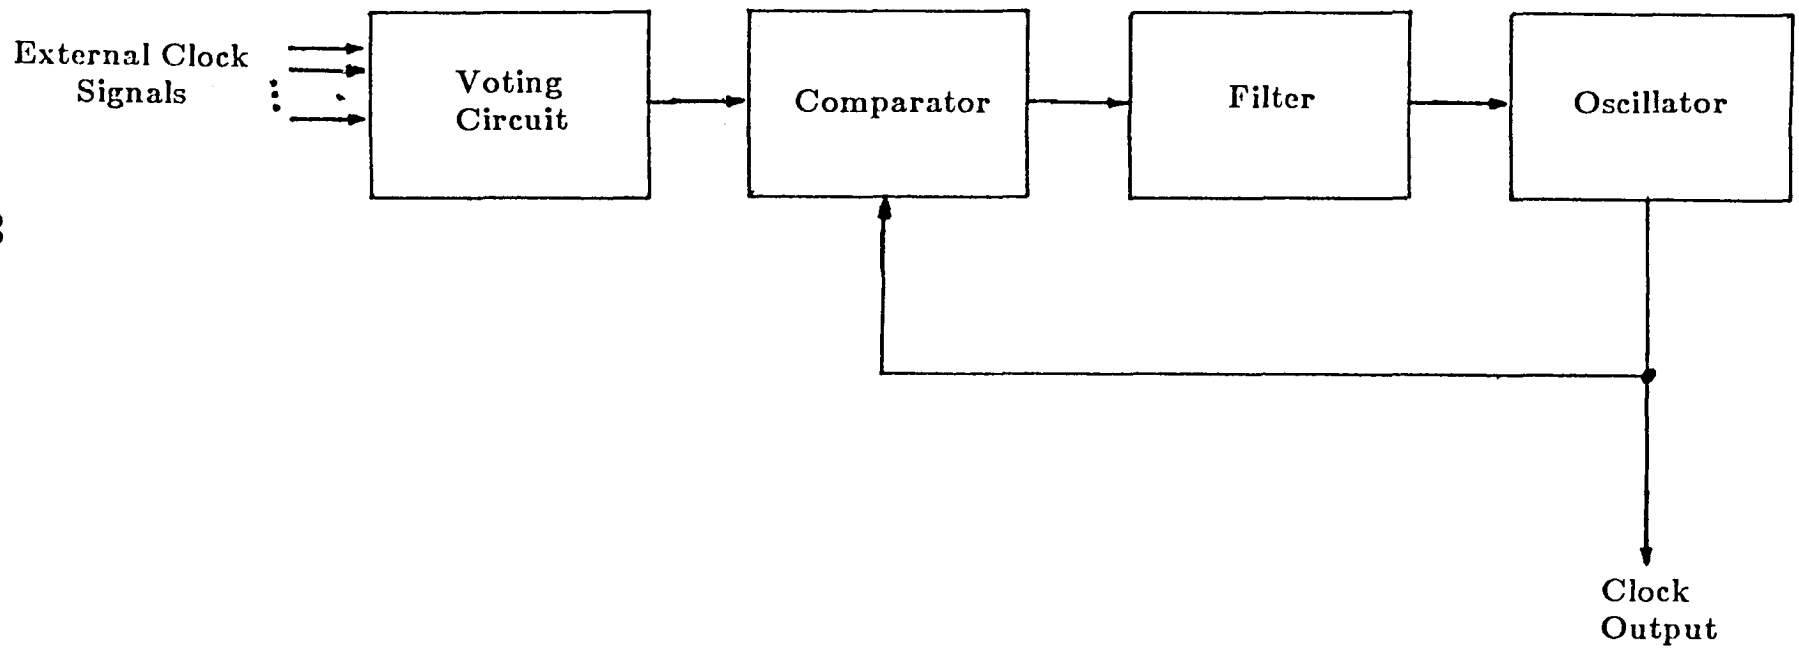 External Clock
Signals
Voting
Circuit
Comparator
Filter
Oscillator
Clock
Output